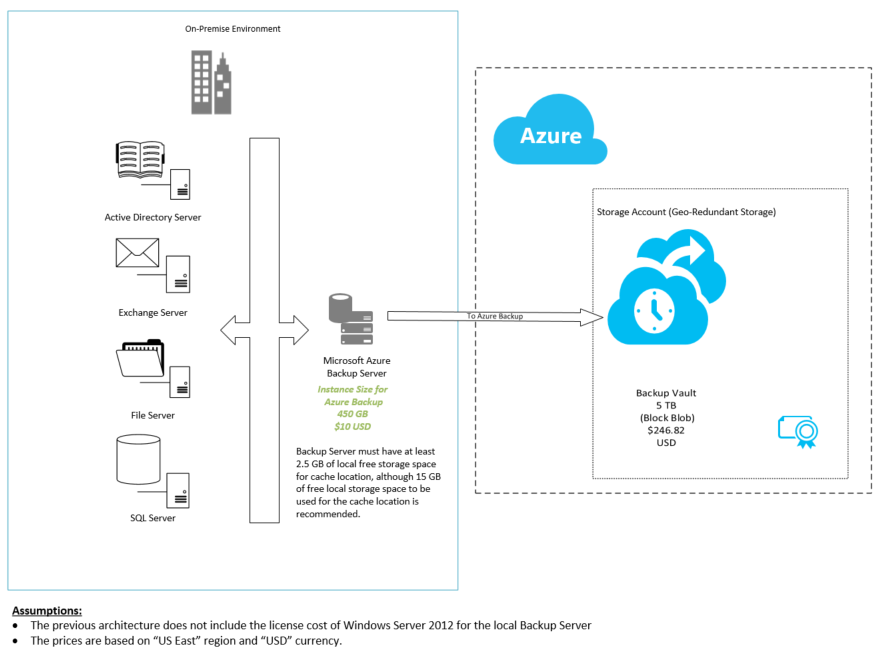 On-Premise Environment
Azure
Storage Account (Geo-Redundant Storage)
Active Directory Server
Exchange Server
File Server
SQL Server
Microsoft Azure
Backup Server
Instance Size for
Azure Backup
450 GB
$10 USD
Backup Server must have at least
2.5 GB of local free storage space
for cache location, although 15 GB
of free local storage space to be
used for the cache location is
recommended.
To Azure Backup
Backup Vault
5 TB
(Block Blob)
$246.82
USD
Assumptions:
• The previous architecture does not include the license cost of Windows Server 2012 for the local Backup Server
• The prices are based on “US East” region and “USD” currency.